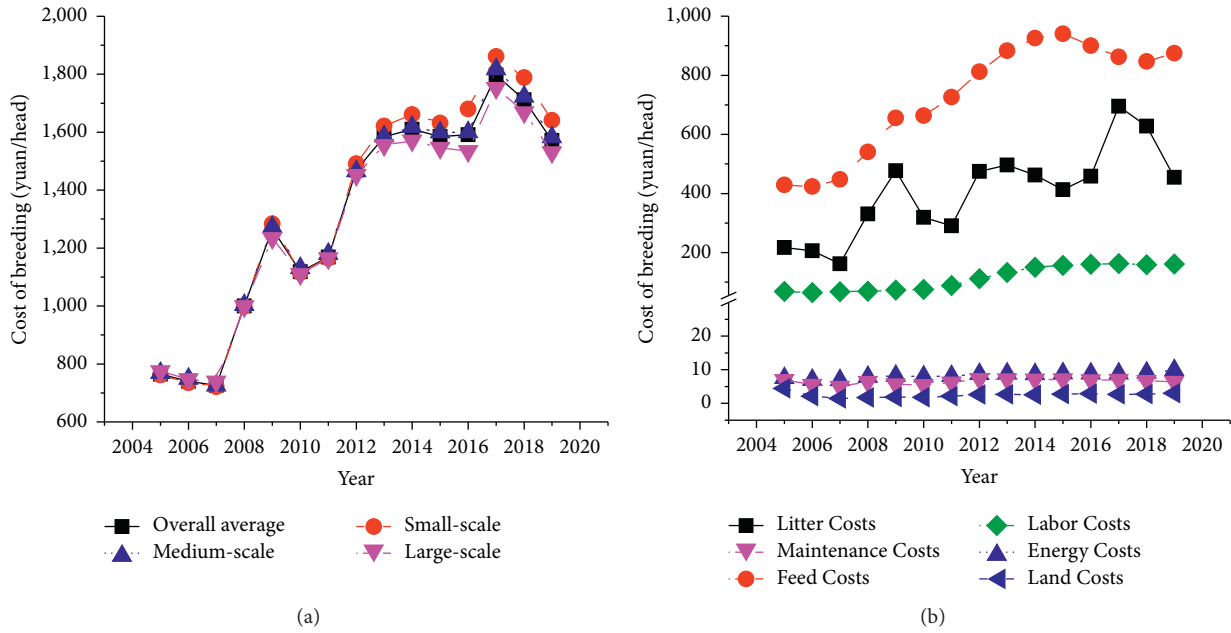 2,000
1,800
1,600
1,400
1,200
1,000
800
600
Cost of breeding (yuan/head)
2004 2006 2008 2010 2012 2014 2016 2018 2020
Year
Overall average
Small-scale
Medium-scale
Large-scale
(a)
1,000
800
600
400
200
20
10
0
Cost of breeding (yuan/head)
2004 2006 2008 2010 2012 2014 2016 2018 2020
Year
Litter Costs
Labor Costs
Maintenance Costs
Energy Costs
Feed Costs
Land Costs
(b)